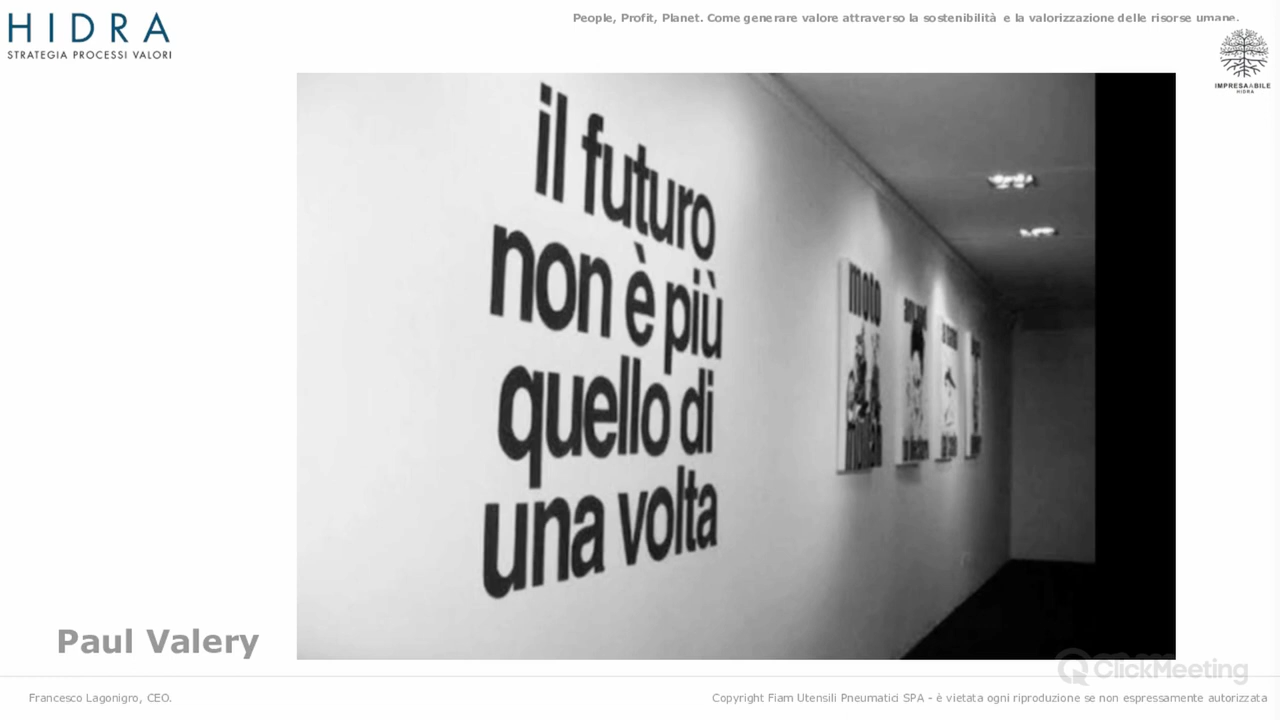 HIDRA
STRATEGIA PROCESSI VALORI
People, Profit, Planet. Come generare valore attraverso la sostenibilità e la valorizzazione delle risorse umane.
IMPRESAABILE
HIDRA
il futuro
non è più
quello di
una volta
moto
Paul Valery
ClickMeeting
Francesco Lagonigro, CEO.
Copyright Fiam Utensili Pneumatici SPA - è vietata ogni riproduzione se non espressamente autorizzata